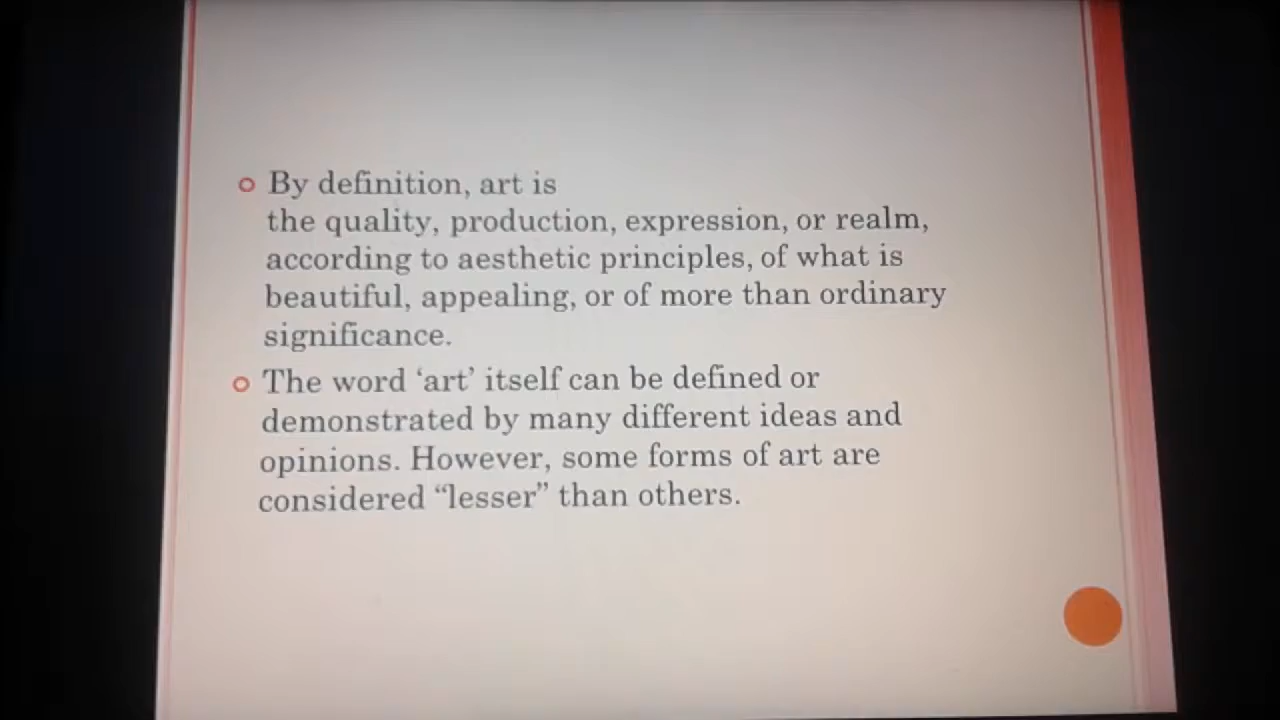 By definition, art is
the quality, production, expression, or realm,
according to aesthetic principles, of what is
beautiful, appealing, or of more than ordinary
significance.
The word ‘art’ itself can be defined or
demonstrated by many different ideas and
opinions. However, some forms of art are
considered “lesser” than others.